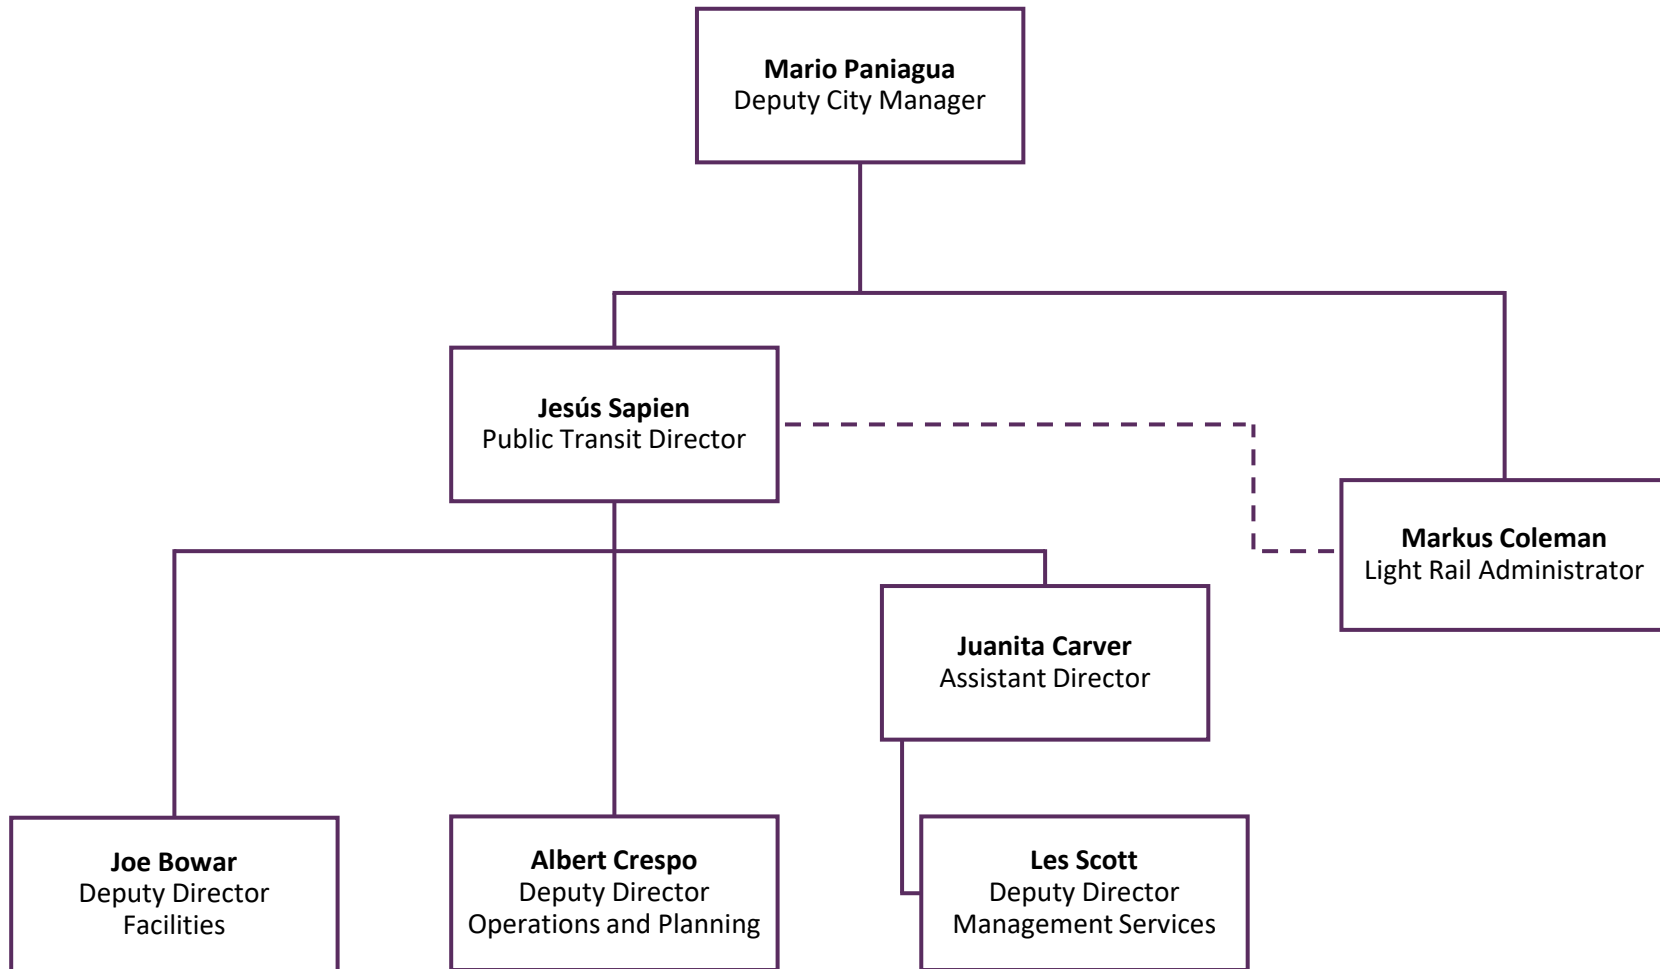 Mario Paniagua
Deputy City Manager
Jesús Sapien
Public Transit Director
Markus Coleman
Light Rail Administrator
Juanita Carver
Assistant Director
Joe Bowar
Deputy Director
Facilities
Albert Crespo
Deputy Director
Operations and Planning
Les Scott
Deputy Director
Management Services